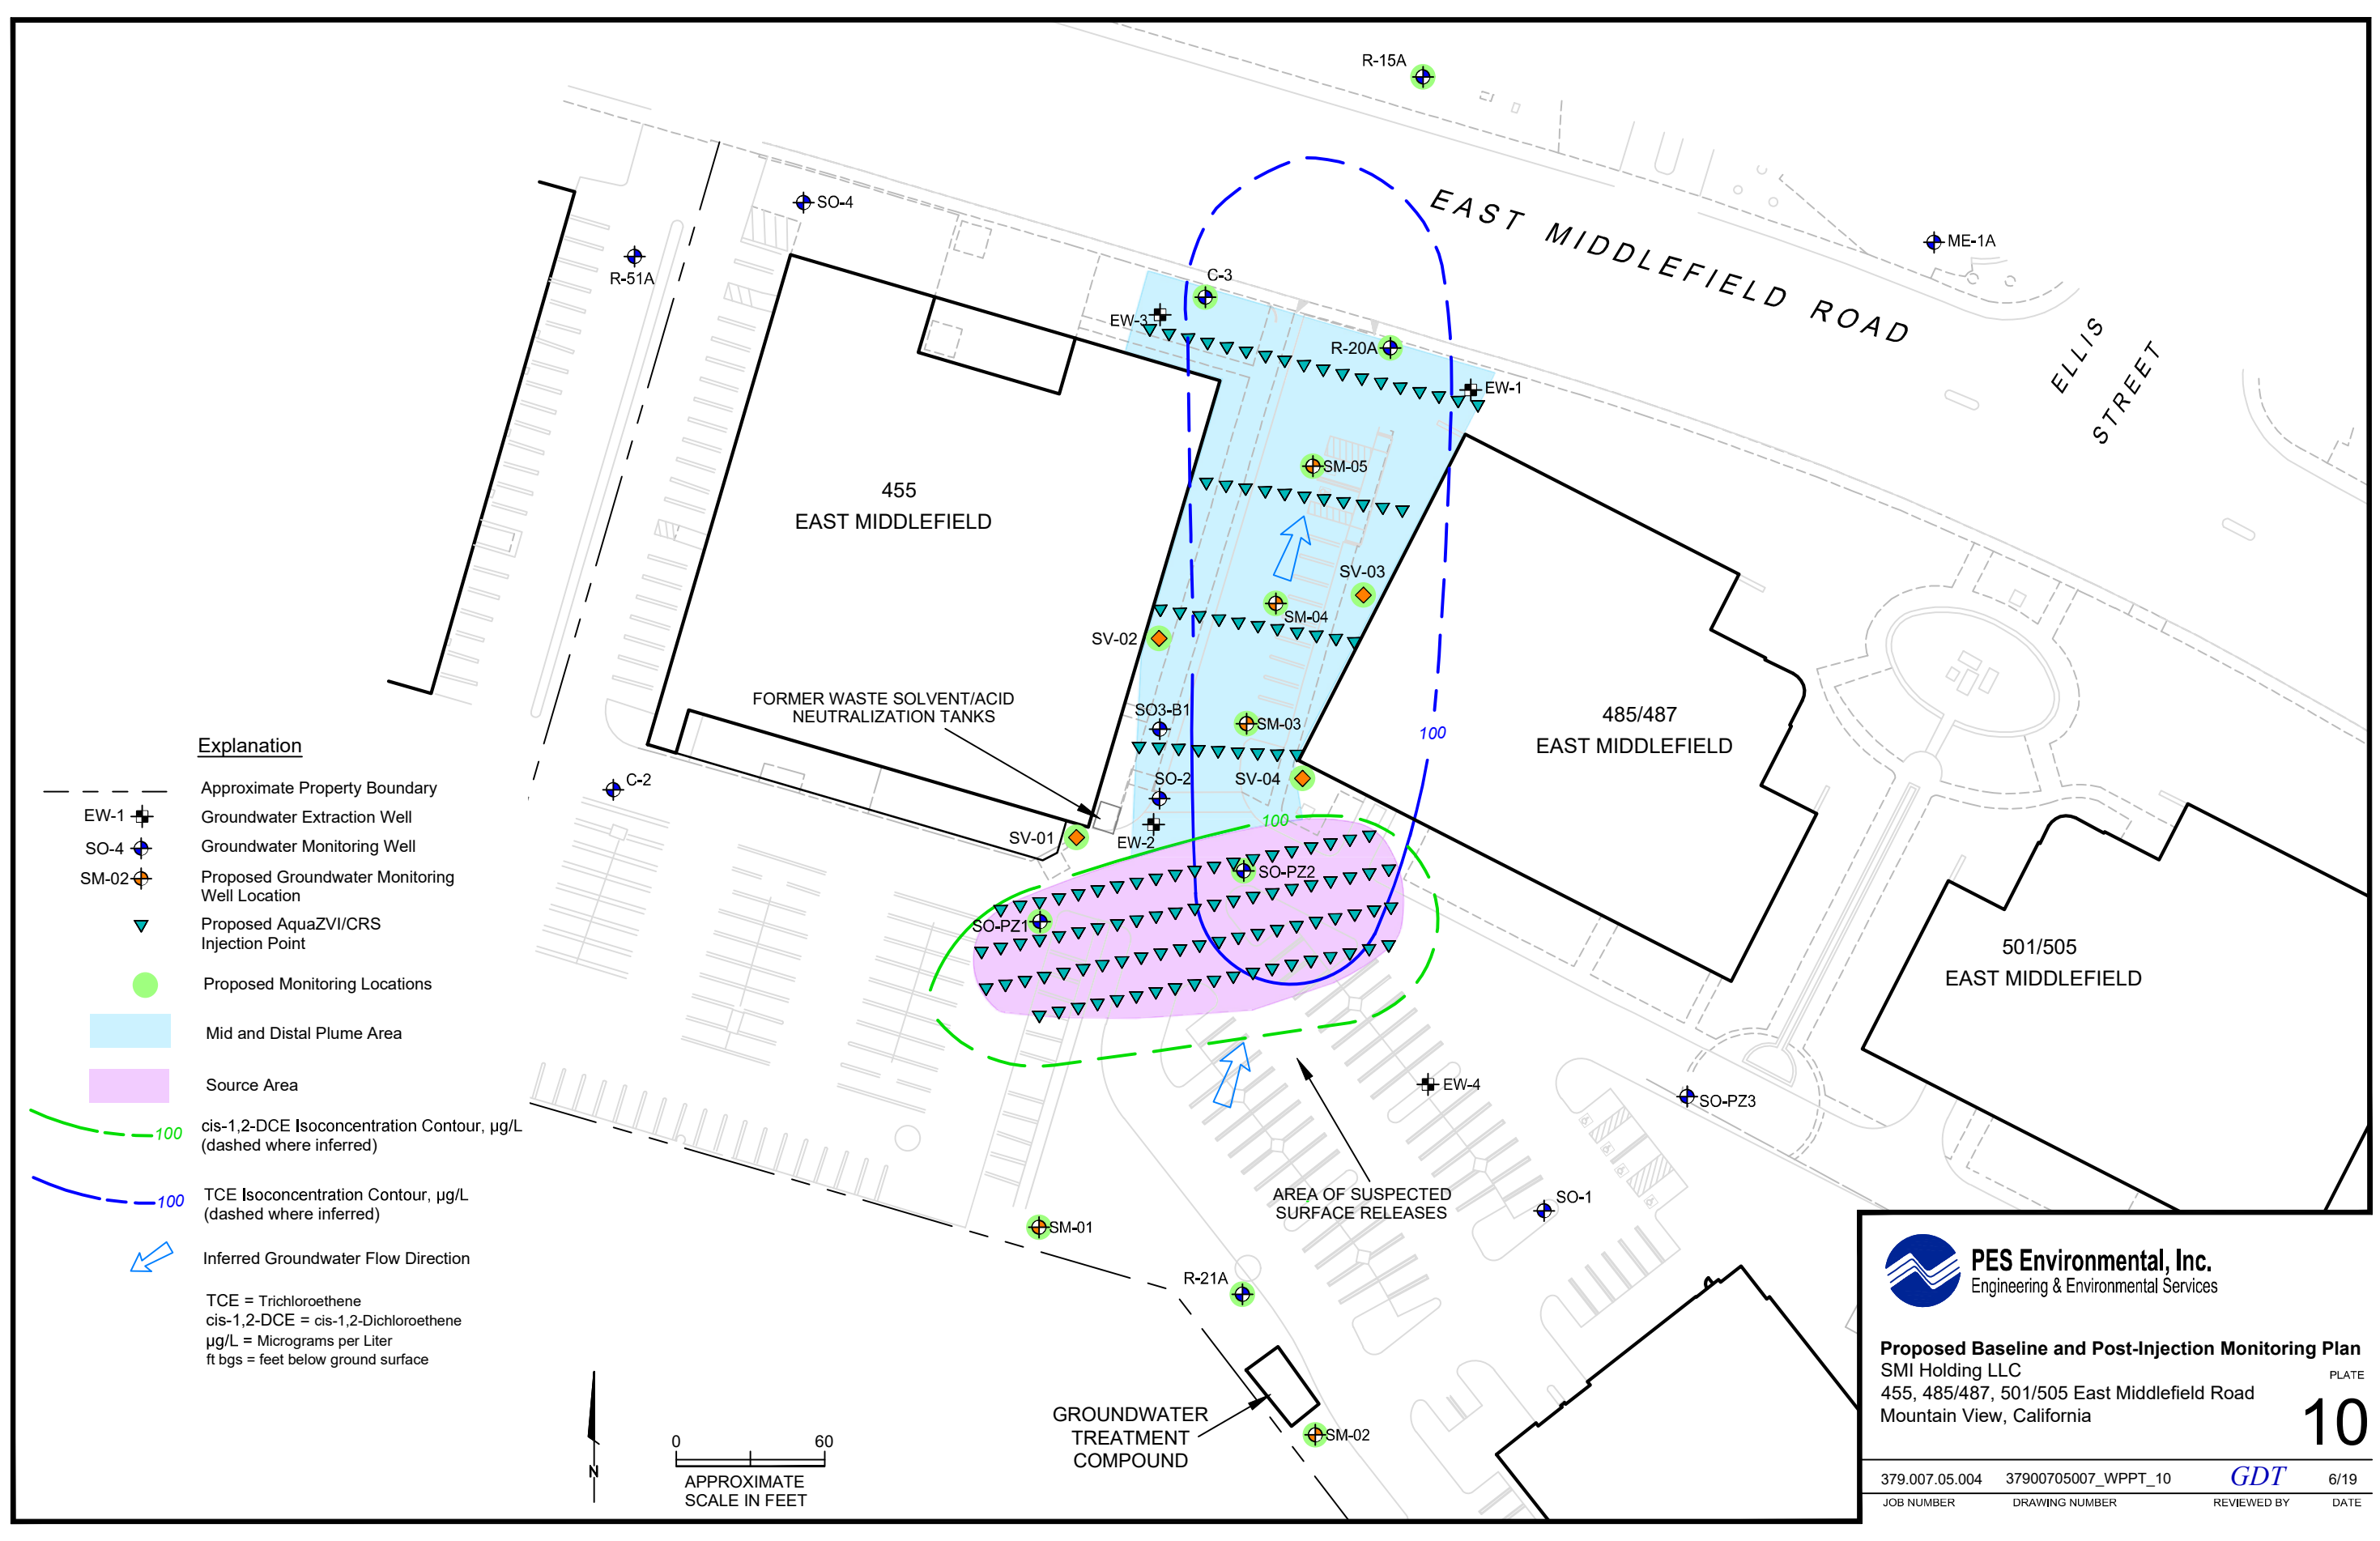 R-15A
SO-4
R-51A
EAST MIDDLEFIELD ROAD
ME-1A
ELLIS
STREET
C-3
EW-3
R-20A
EW-1
SM-05
455
EAST MIDDLEFIELD
SV-03
SM-04
SV-02
FORMER WASTE SOLVENT/ACID
NEUTRALIZATION TANKS
SO3-B1
SM-03
100
485/487
EAST MIDDLEFIELD
C-2
SO-2
SV-04
SV-01
EW-2
100
SO-PZ2
SO-PZ1
501/505
EAST MIDDLEFIELD
EW-4
SO-PZ3
AREA OF SUSPECTED
SURFACE RELEASES
SO-1
SM-01
R-21A
GROUNDWATER
TREATMENT
COMPOUND
SM-02
Explanation
Approximate Property Boundary
EW-1
Groundwater Extraction Well
SO-4
Groundwater Monitoring Well
SM-02
Proposed Groundwater Monitoring
Well Location
Proposed AquaZVI/CRS
Injection Point
Proposed Monitoring Locations
Mid and Distal Plume Area
Source Area
100
cis-1,2-DCE Isoconcentration Contour, µg/L
(dashed where inferred)
100
TCE Isoconcentration Contour, µg/L
(dashed where inferred)
Inferred Groundwater Flow Direction
TCE = Trichloroethene
cis-1,2-DCE = cis-1,2-Dichloroethene
µg/L = Micrograms per Liter
ft bgs = feet below ground surface
N
0 60
APPROXIMATE
SCALE IN FEET
PES Environmental, Inc.
Engineering & Environmental Services
Proposed Baseline and Post-Injection Monitoring Plan
SMI Holding LLC
455, 485/487, 501/505 East Middlefield Road
Mountain View, California
PLATE
10
379.007.05.004 37900705007_WPPT_10 GDT 6/19
JOB NUMBER DRAWING NUMBER REVIEWED BY DATE